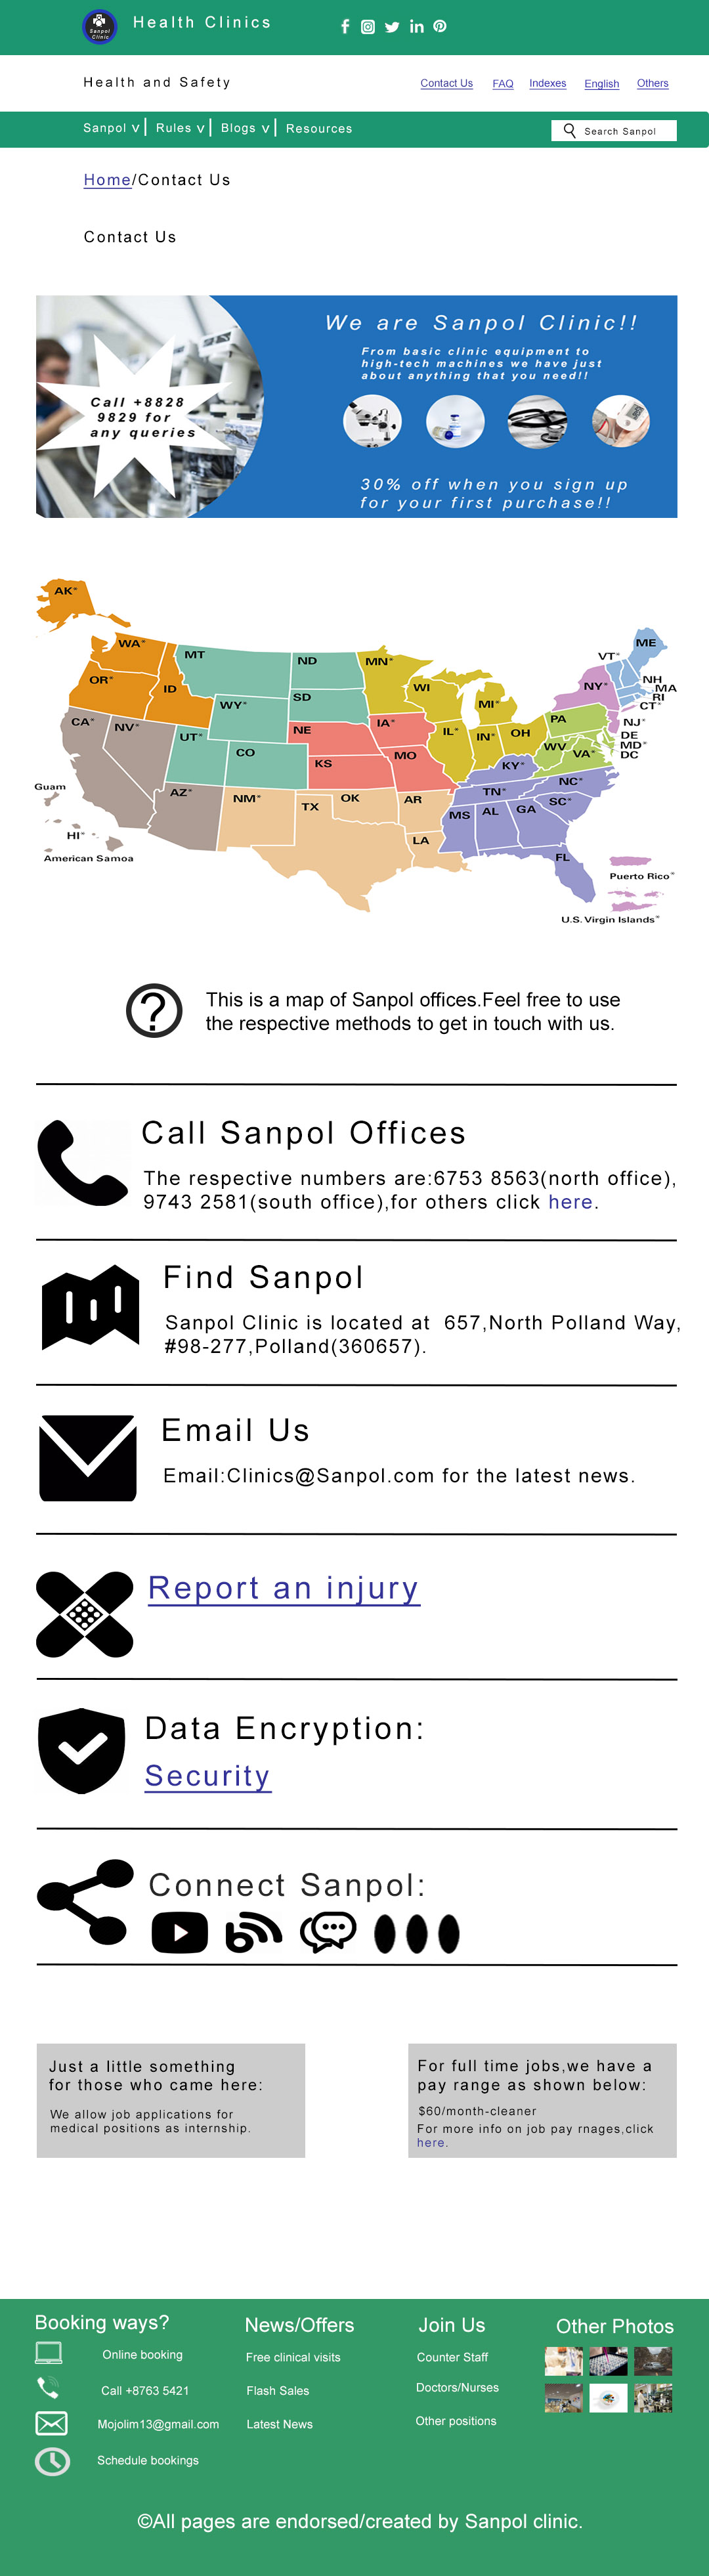 Sanpol
Clinic
Health Clinics
Health and Safety
Contact Us FAQ Indexes English Others
Sanpol v| Rules v| Blogs v| Resources
Search Sanpol
Home/Contact Us
Contact Us
We are Sanpol Clinic!!
From basic clinic equipment to
high-tech machines we have just
about anything that you need!!
Call +8828
9829 for
any queries
30% off when you sign up
for your first purchase!!
AK*
WA*
OR*
ID
MT
ND
MN*
WI
MI*
ME
VT*
NH
MA
RI
CT*
NY*
NJ*
DE
MD*
DC
PA
WV
VA*
OH
IN*
IL*
IA*
SD
WY*
NE
CA*
NV*
UT*
CO
KS
MO
KY*
NC*
TN*
SC*
AZ*
NM*
TX
OK
AR
LA
MS
AL
GA
FL
Guam
HI*
American Samoa
Puerto Rico*
U.S. Virgin Islands*
?
This is a map of Sanpol offices.Feel free to use
the respective methods to get in touch with us.
Call Sanpol Offices
The respective numbers are:6753 8563(north office),
9743 2581(south office),for others click here.
Find Sanpol
Sanpol Clinic is located at 657,North Polland Way,
#98-277,Polland(360657).
Email Us
Email:Clinics@Sanpol.com for the latest news.
Report an injury
Data Encryption:
Security
Connect Sanpol:
Just a little something
for those who came here:
We allow job applications for
medical positions as internship.
For full time jobs,we have a
pay range as shown below:
$60/month-cleaner
For more info on job pay rnages,click
here.
Booking ways?
Online booking
Call +8763 5421
Mojolim13@gmail.com
Schedule bookings
News/Offers
Free clinical visits
Flash Sales
Latest News
Join Us
Counter Staff
Doctors/Nurses
Other positions
Other Photos
©All pages are endorsed/created by Sanpol clinic.